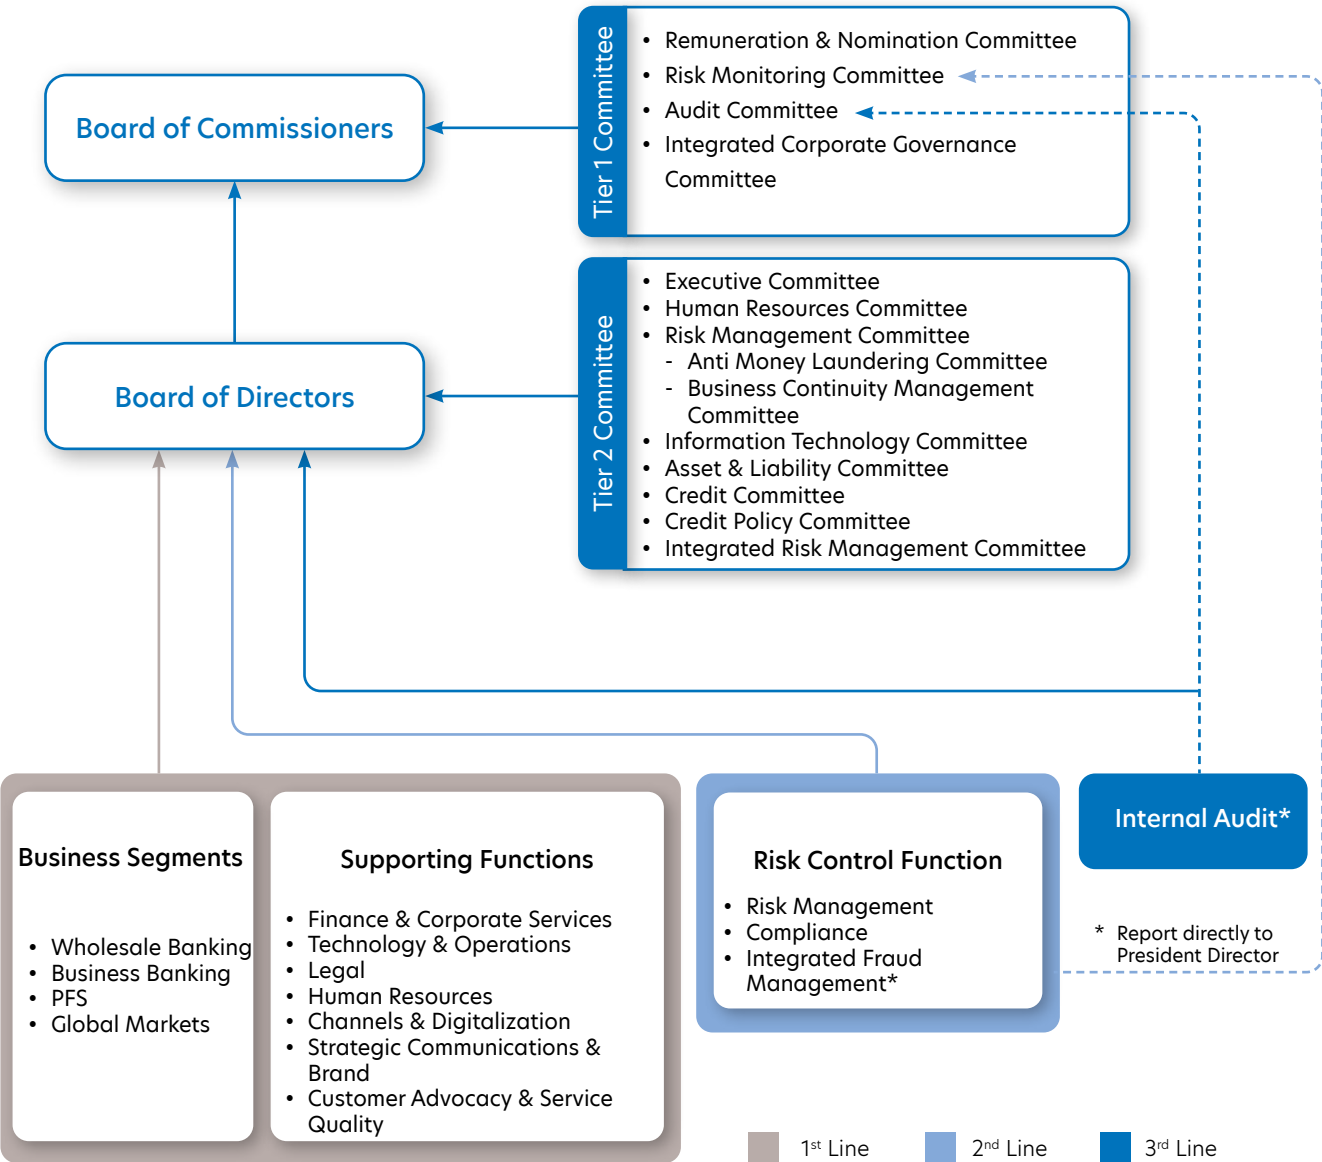 Board of Commissioners
Tier 1 Committee
• Remuneration & Nomination Committee
• Risk Monitoring Committee
• Audit Committee
• Integrated Corporate Governance
Committee
Board of Directors
Tier 2 Committee
• Executive Committee
• Human Resources Committee
• Risk Management Committee
- Anti Money Laundering Committee
- Business Continuity Management
Committee
• Information Technology Committee
• Asset & Liability Committee
• Credit Committee
• Credit Policy Committee
• Integrated Risk Management Committee
Business Segments
• Wholesale Banking
• Business Banking
• PFS
• Global Markets
Supporting Functions
• Finance & Corporate Services
• Technology & Operations
• Legal
• Human Resources
• Channels & Digitalization
• Strategic Communications &
Brand
• Customer Advocacy & Service
Quality
Risk Control Function
• Risk Management
• Compliance
• Integrated Fraud
Management*
Internal Audit*
* Report directly to
President Director
1st Line
2nd Line
3rd Line